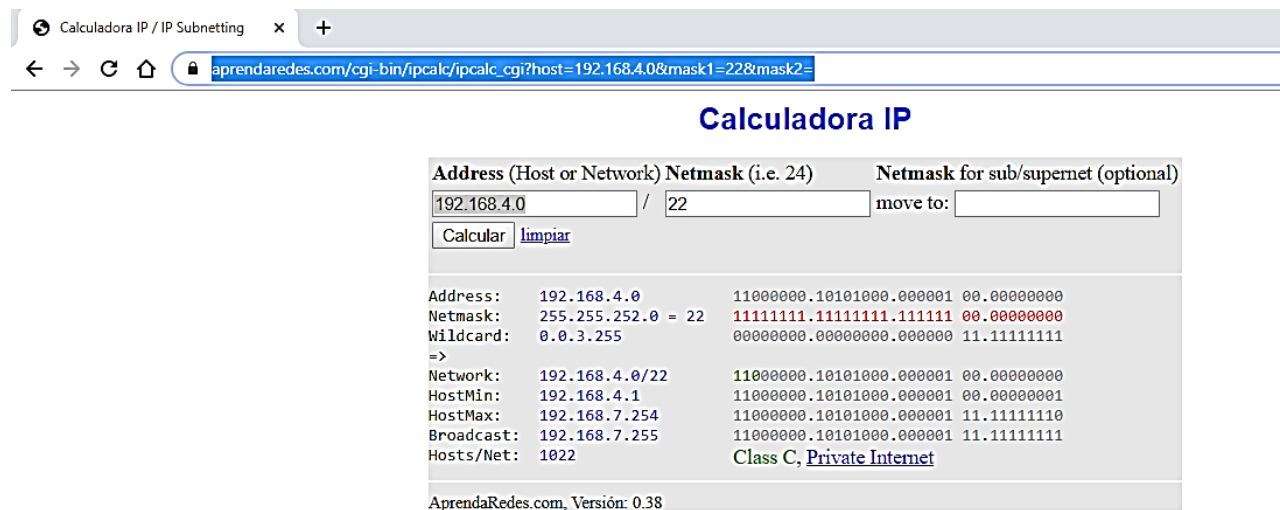 Calculadora IP / IP Subnetting
aprendaredes.com/cgi-bin/ipcalc/ipcalc_cgi?host=192.168.4.0&mask1=22&mask2=
Calculadora IP
Address (Host or Network) Netmask (i.e. 24) Netmask for sub/supernet (optional)
192.168.4.0 / 22 move to:
Calcular limpiar
Address: 192.168.4.0 11000000.10101000.000001 00.00000000
Netmask: 255.255.252.0 = 22 11111111.11111111.111111 00.00000000
Wildcard: 0.0.3.255 00000000.00000000.000000 11.11111111
=>
Network: 192.168.4.0/22 11000000.10101000.000001 00.00000000
HostMin: 192.168.4.1 11000000.10101000.000001 00.00000001
HostMax: 192.168.7.254 11000000.10101000.000001 11.11111110
Broadcast: 192.168.7.255 11000000.10101000.000001 11.11111111
Hosts/Net: 1022 Class C, Private Internet
AprendaRedes.com, Versión: 0.38